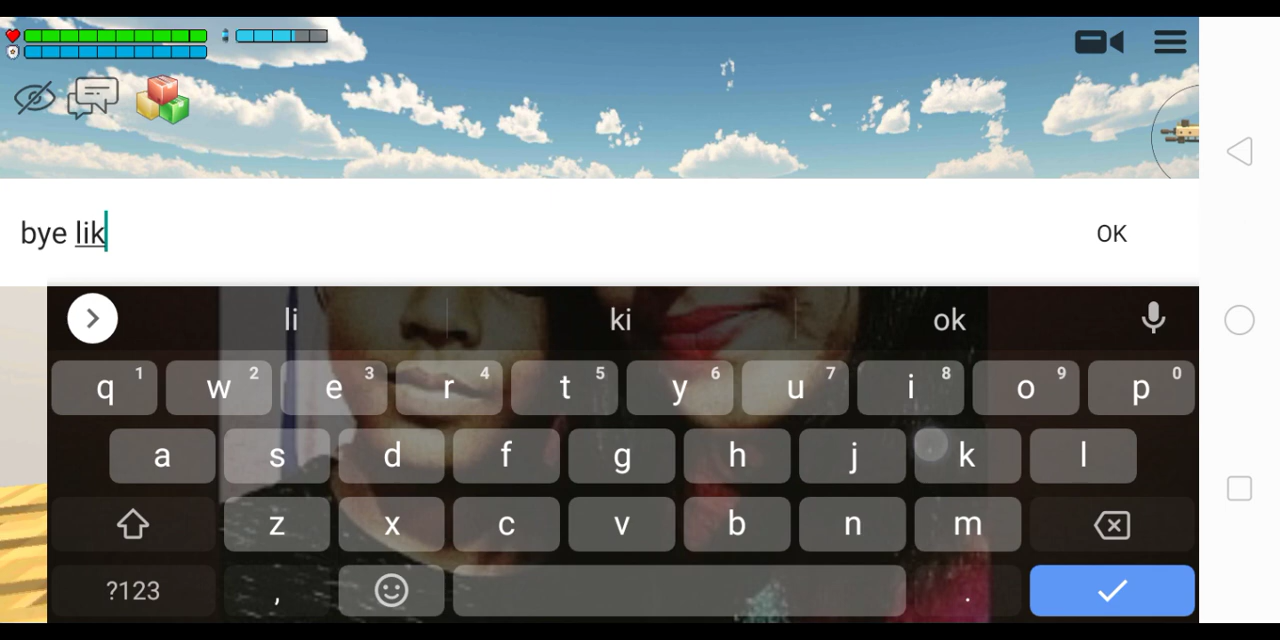 bye lik
OK
li ki ok
q 1 w 2 e 3 r 4 t 5 y 6 u 7 i 8 o 9 p 0
a s d f g h j k l
z x c v b n m
?123 , .